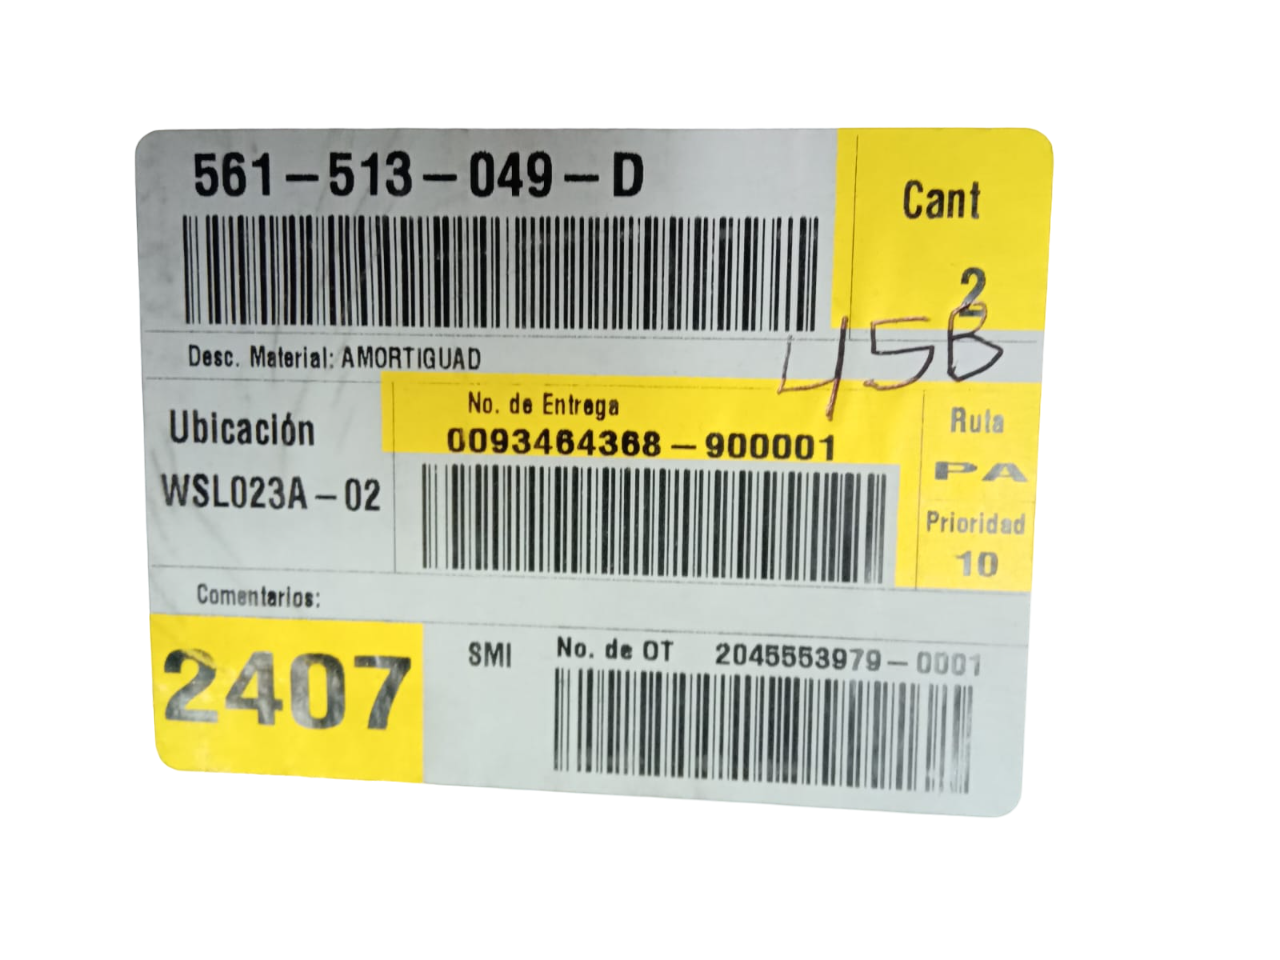 561-513-049-D
Cant
2
45B
Desc. Material: AMORTIGUAD
No. de Entrega
0093464368-900001
Ubicación
WSL023A-02
Ruta
PA
Prioridad
10
Comentarios:
2407
SMI
No. de OT 2045553979-0001